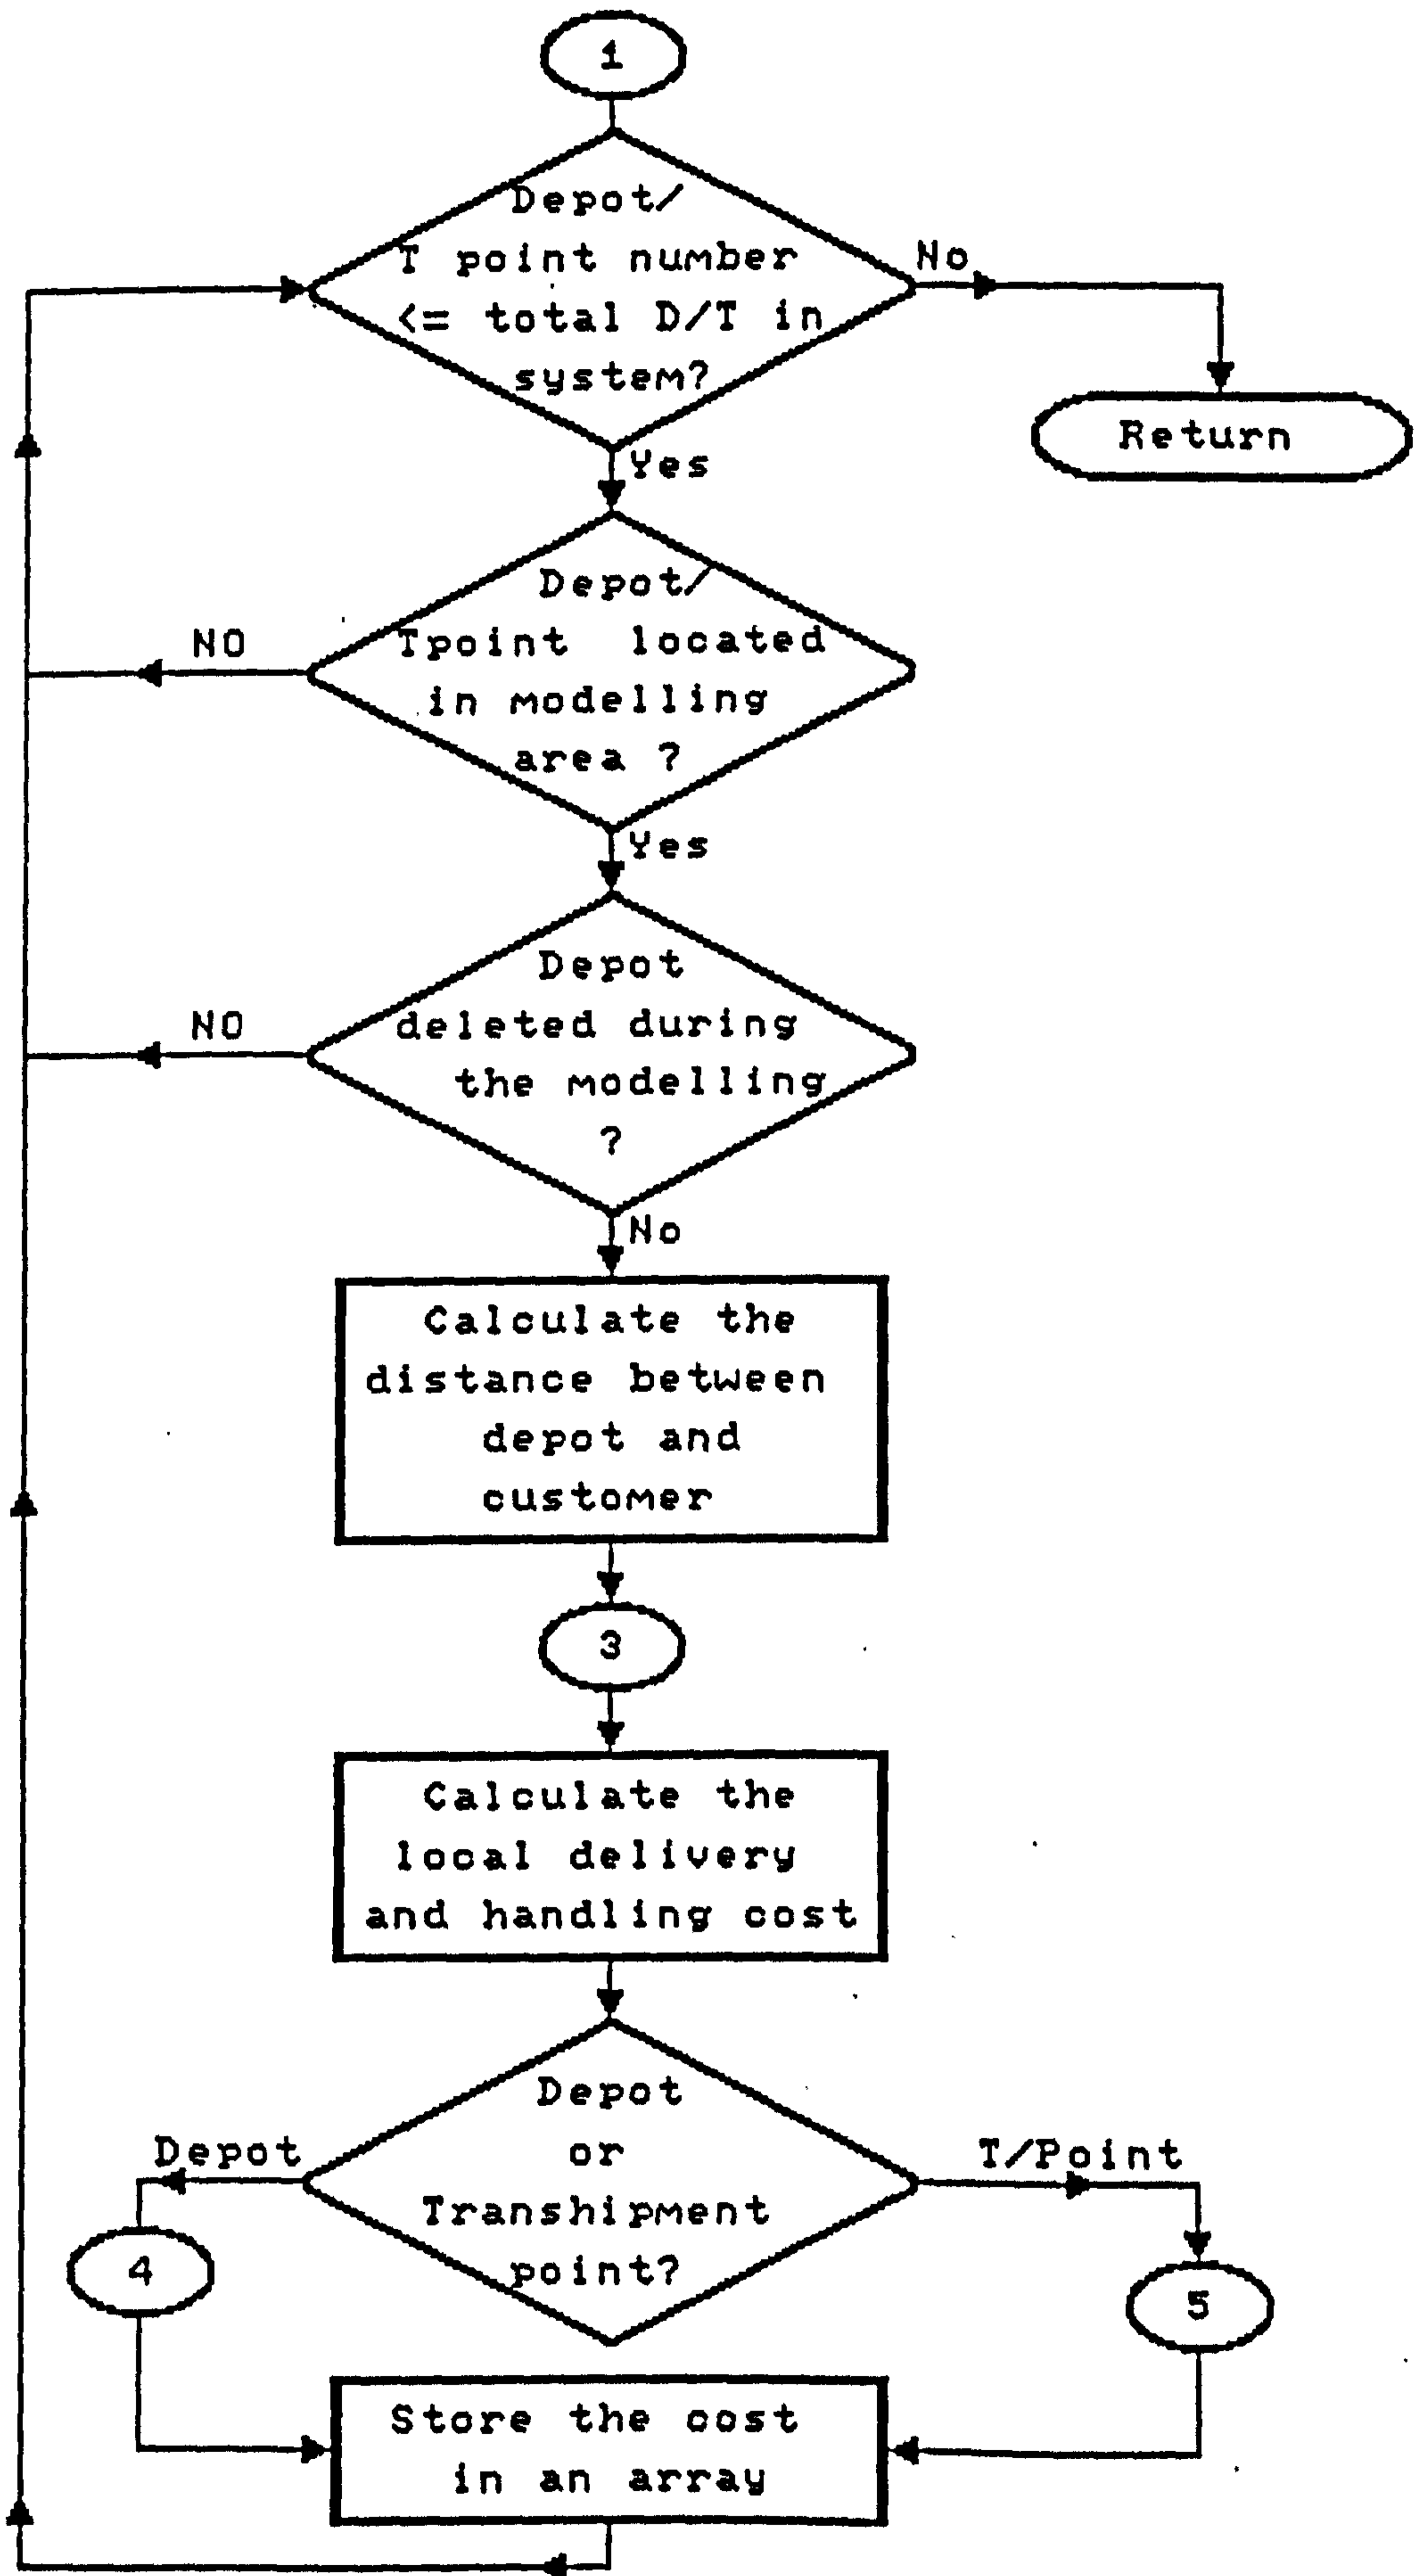 1
Depot/
T point number
<= total D/T in
system?
No
Return
Yes
Depot/
Tpoint located
in modelling
area ?
NO
Yes
Depot
deleted during
the modelling
?
NO
No
Calculate the
distance between
depot and
customer
3
Calculate the
local delivery
and handling cost
Depot
or
Transhipment
point?
Depot
T/Point
4
5
Store the cost
in an array